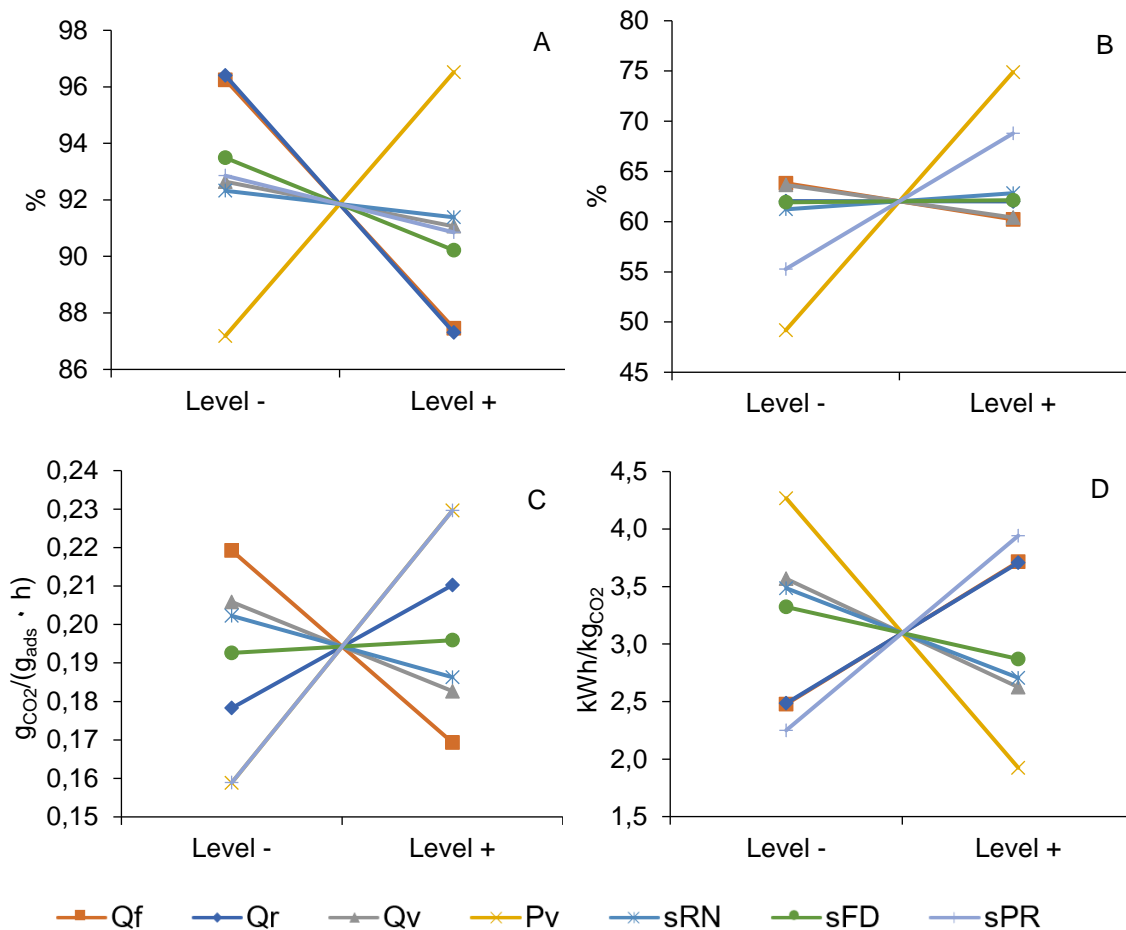 A
%
98
96
94
92
90
88
86
Level -
Level +
B
%
80
75
70
65
60
55
50
45
Level -
Level +
C
gCO2/(gads · h)
0,24
0,23
0,22
0,21
0,20
0,19
0,18
0,17
0,16
0,15
Level -
Level +
D
kWh/kgCO2
4,5
4,0
3,5
3,0
2,5
2,0
1,5
Level -
Level +
Qf Qr Qv Pv sRN sFD sPR